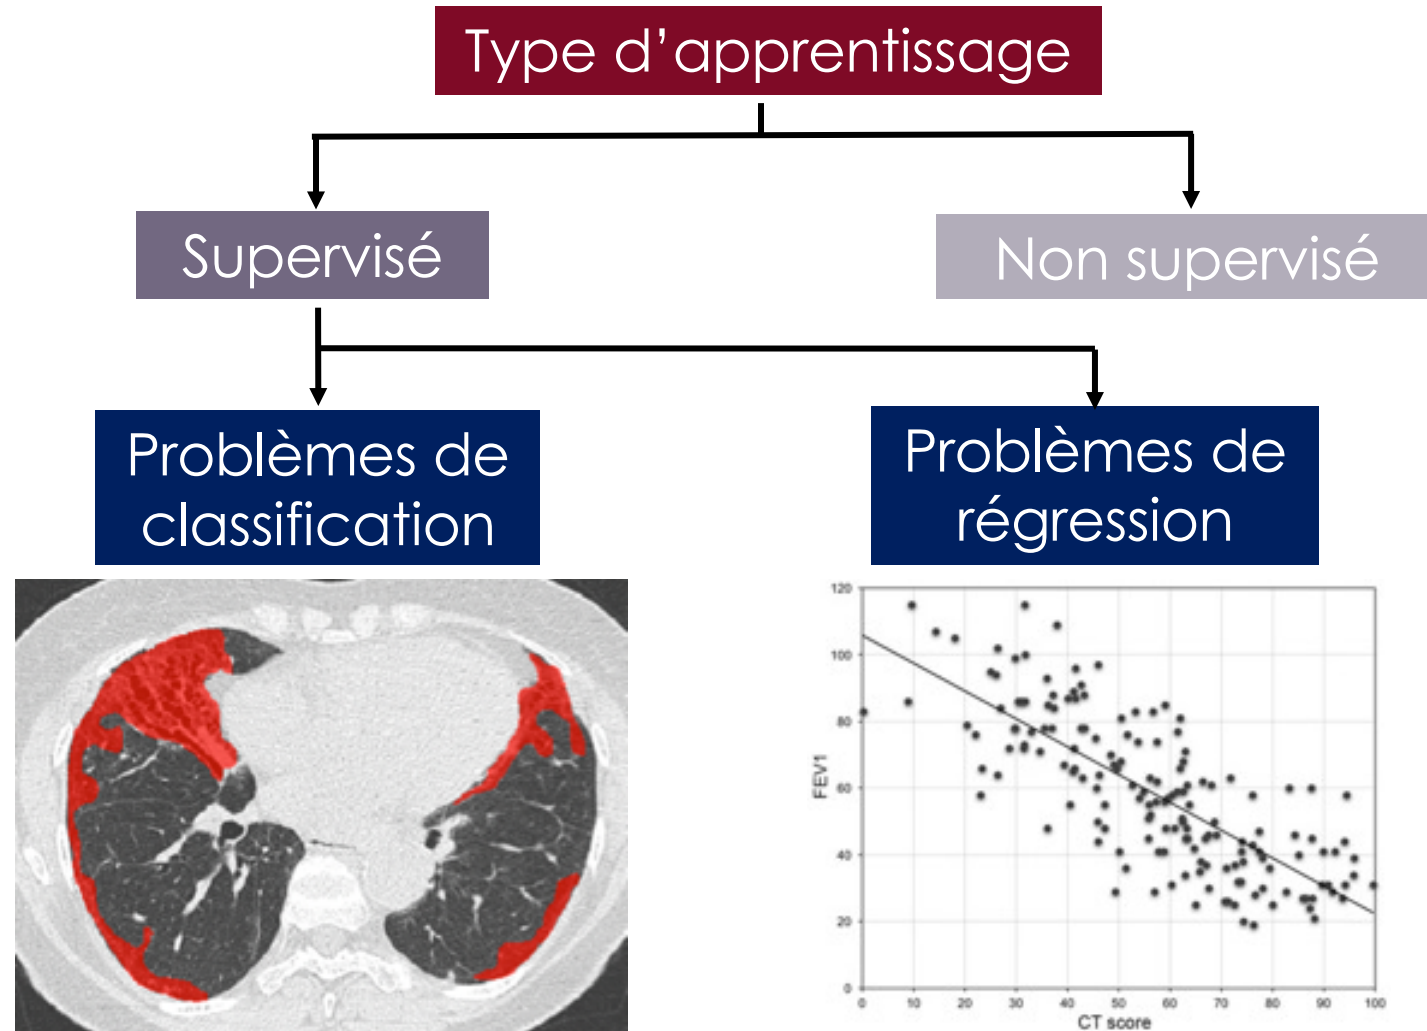 Type d’apprentissage
Supervisé
Non supervisé
Problèmes de
classification
Problèmes de
régression
120
100
80
60
40
20
0
FEV1
0 10 20 30 40 50 60 70 80 90 100
CT score